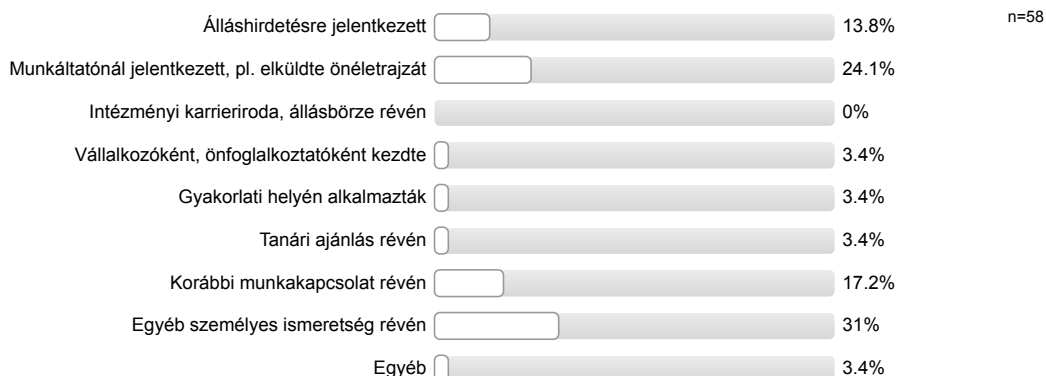 Álláshirdetésre jelentkezett 13.8% n=58
Munkáltatónál jelentkezett, pl. elküldte önéletrajzát 24.1%
Intézményi karrieriroda, állásbörze révén 0%
Vállalkozóként, önfoglalkoztatóként kezdte 3.4%
Gyakorlati helyén alkalmazták 3.4%
Tanári ajánlás révén 3.4%
Korábbi munkakapcsolat révén 17.2%
Egyéb személyes ismeretség révén 31%
Egyéb 3.4%